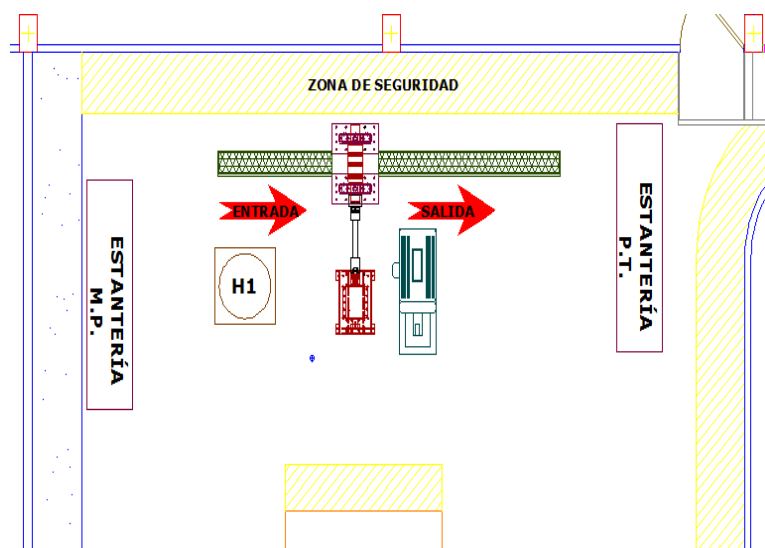 ZONA DE SEGURIDAD
ENTRADA
SALIDA
ESTANTERÍA
M.P.
H1
ESTANTERÍA
P.T.